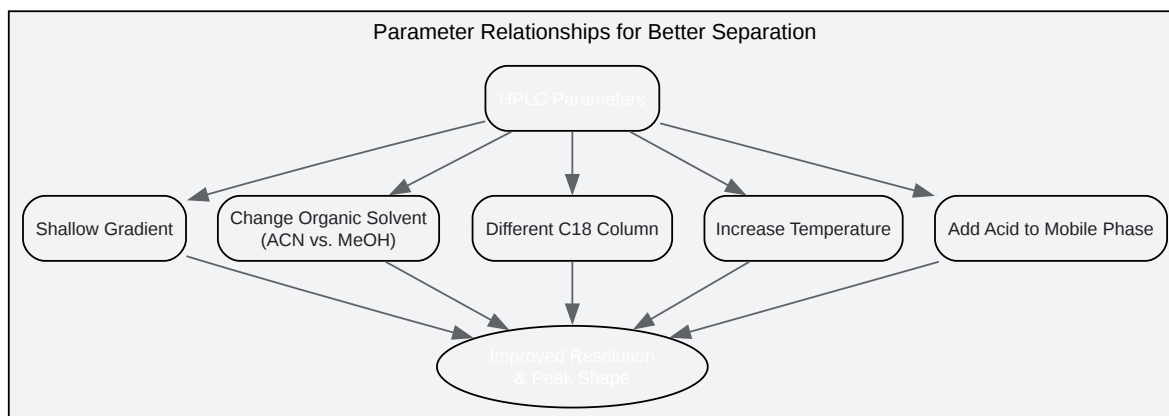 Parameter Relationships for Better Separation
HPLC Parameters
Shallow Gradient
Change Organic Solvent
(ACN vs. MeOH)
Different C18 Column
Increase Temperature
Add Acid to Mobile Phase
Improved Resolution
& Peak Shape